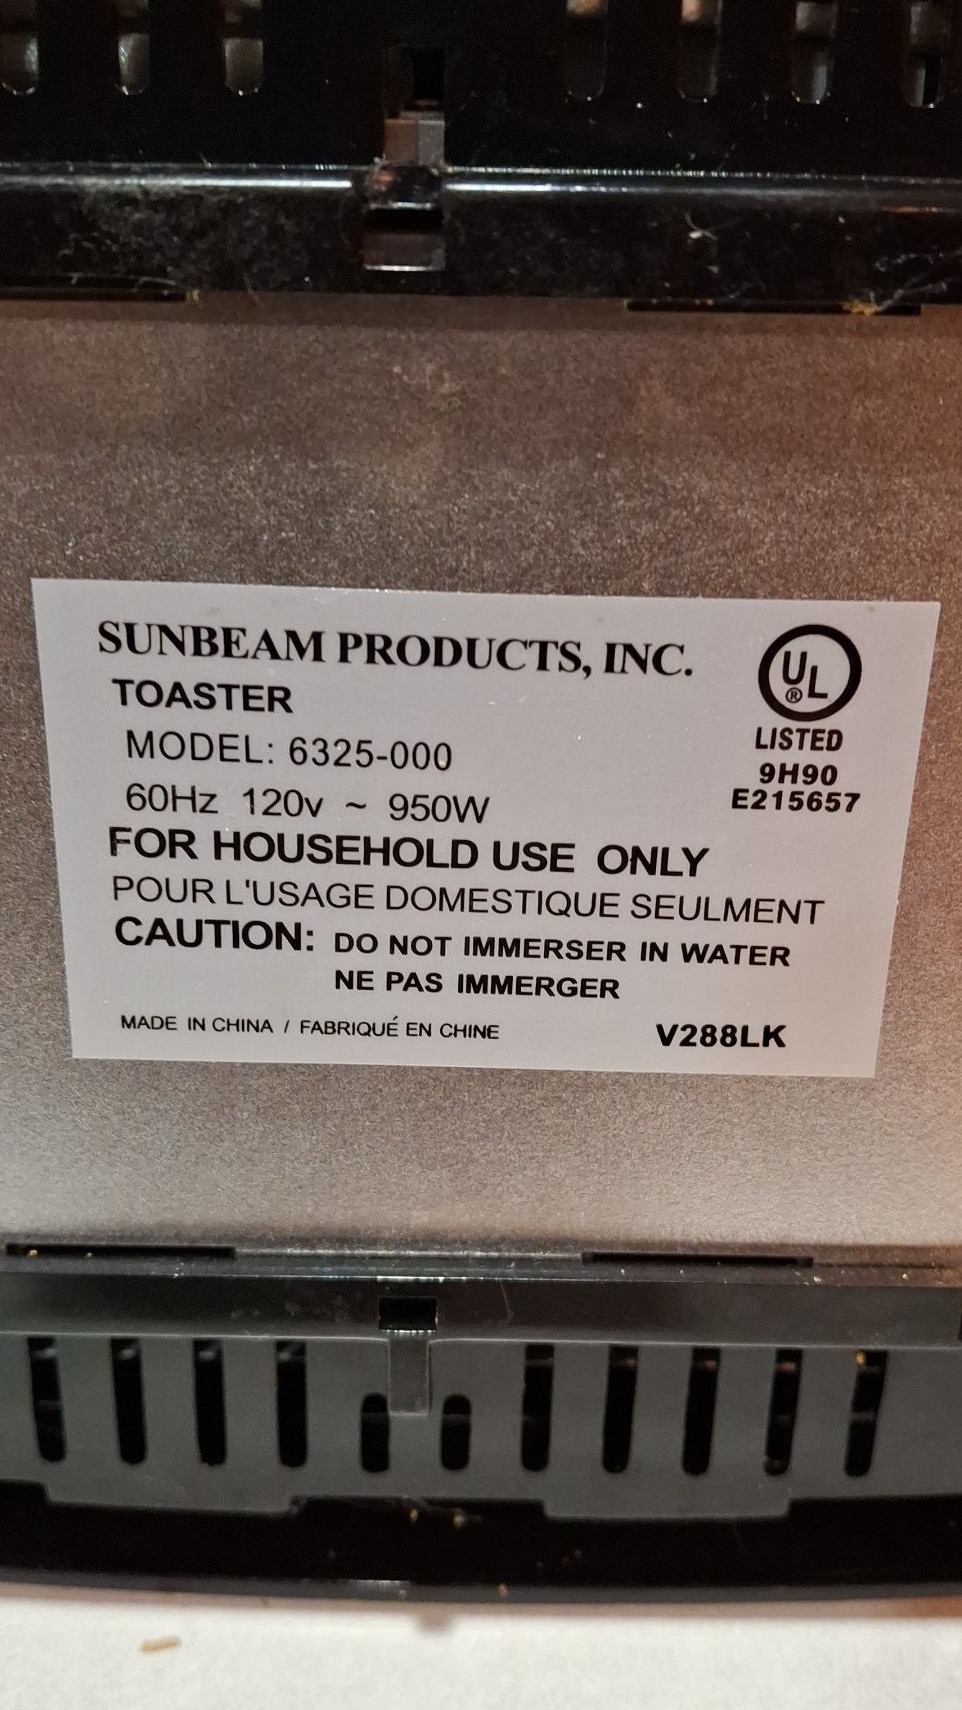 SUNBEAM PRODUCTS, INC.
TOASTER
MODEL: 6325-000
60Hz 120v ~ 950W
FOR HOUSEHOLD USE ONLY
POUR L'USAGE DOMESTIQUE SEULMENT
CAUTION: DO NOT IMMERSER IN WATER
NE PAS IMMERGER
MADE IN CHINA / FABRIQUÉ EN CHINE
V288LK
UL
®
LISTED
9H90
E215657